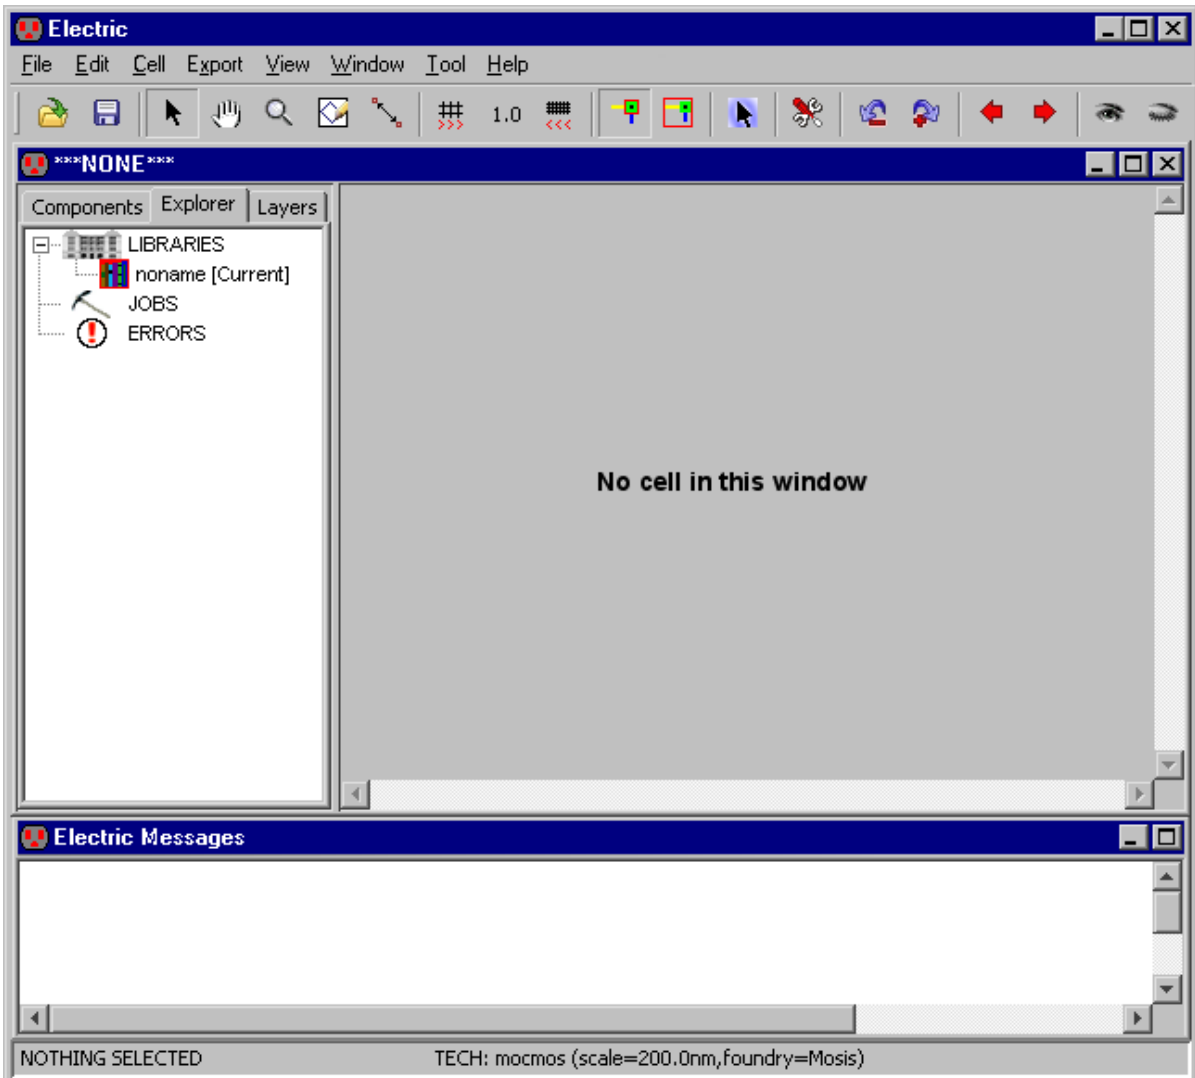 Electric
File Edit Cell Export View Window Tool Help
1.0
***NONE***
Components Explorer Layers
LIBRARIES
noname [Current]
JOBS
ERRORS
No cell in this window
Electric Messages
NOTHING SELECTED TECH: mocmos (scale=200.0nm,foundry=Mosis)